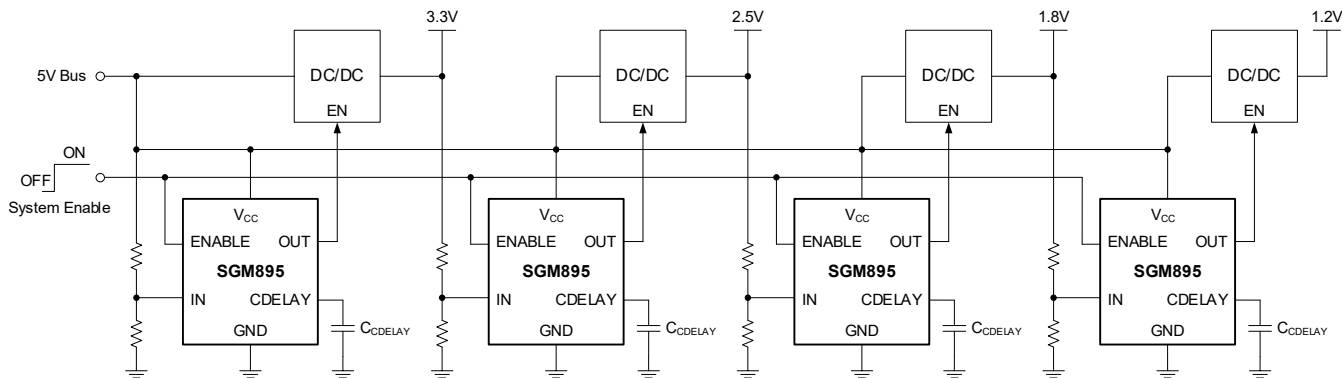 3.3V
2.5V
1.8V
1.2V
5V Bus
DC/DC
EN
DC/DC
EN
DC/DC
EN
DC/DC
EN
ON
OFF
System Enable
VCC
ENABLE
OUT
SGM895
IN
CDELAY
GND
CCDELAY
VCC
ENABLE
OUT
SGM895
IN
CDELAY
GND
CCDELAY
VCC
ENABLE
OUT
SGM895
IN
CDELAY
GND
CCDELAY
VCC
ENABLE
OUT
SGM895
IN
CDELAY
GND
CCDELAY